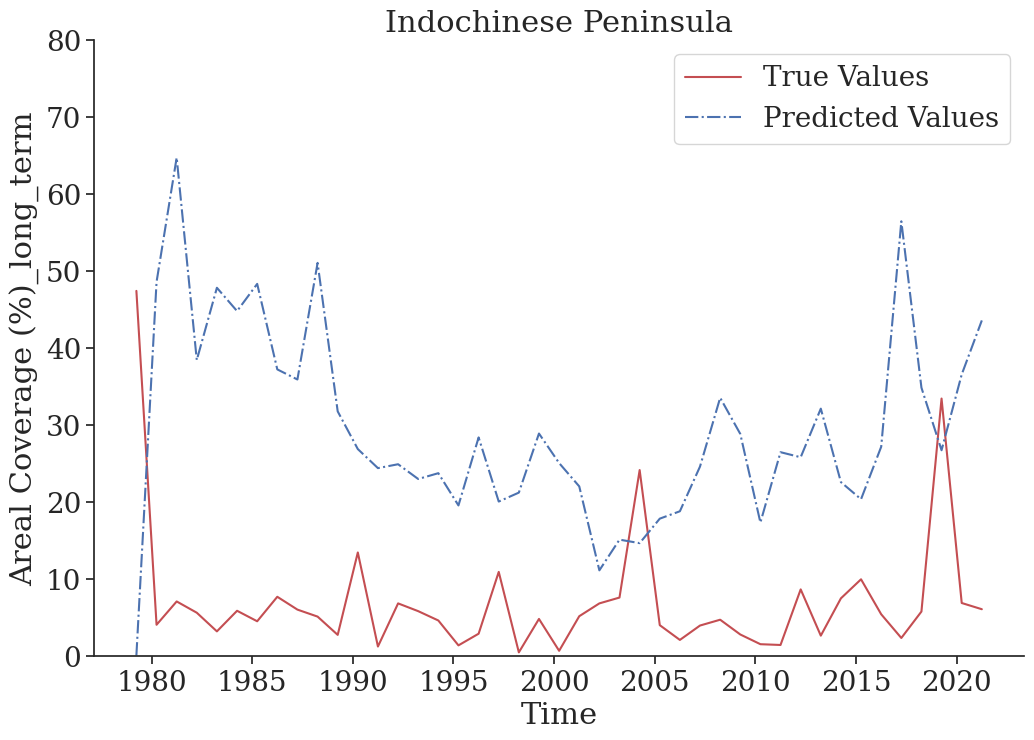 Indochinese Peninsula
True Values
Predicted Values
Areal Coverage (%)_long_term
80
70
60
50
40
30
20
10
0
1980 1985 1990 1995 2000 2005 2010 2015 2020
Time